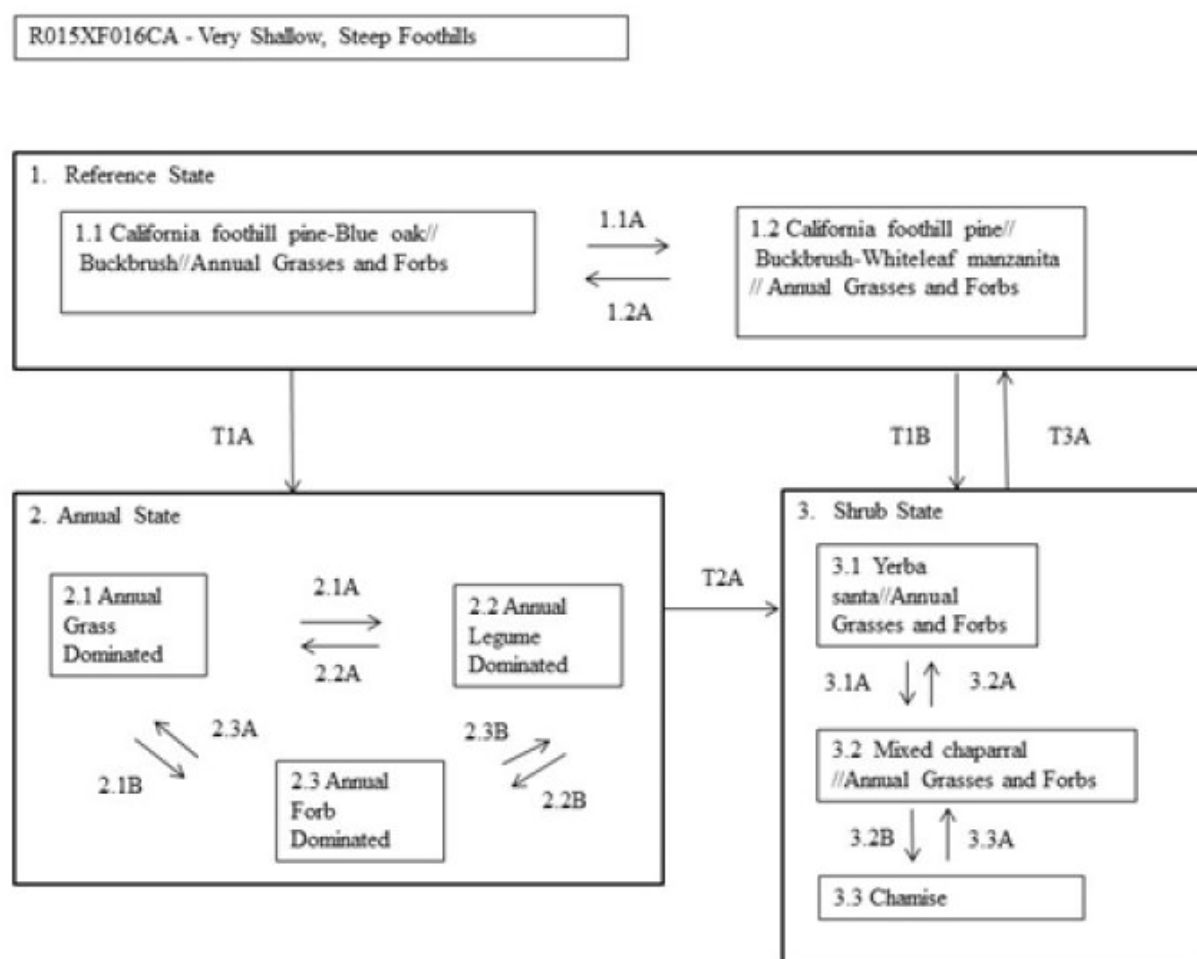 R015XF016CA - Very Shallow, Steep Foothills
1. Reference State
1.1 California foothill pine-Blue oak//
Buckbrush//Annual Grasses and Forbs
1.1A
1.2A
1.2 California foothill pine//
Buckbrush-Whiteleaf manzanita
// Annual Grasses and Forbs
T1A
T1B
T3A
2. Annual State
2.1 Annual
Grass
Dominated
2.1A
2.2A
2.2 Annual
Legume
Dominated
2.3A
2.1B
2.3B
2.2B
2.3 Annual
Forb
Dominated
T2A
3. Shrub State
3.1 Yerba
santa//Annual
Grasses and Forbs
3.1A
3.2A
3.2 Mixed chaparral
//Annual Grasses and Forbs
3.2B
3.3A
3.3 Chamise